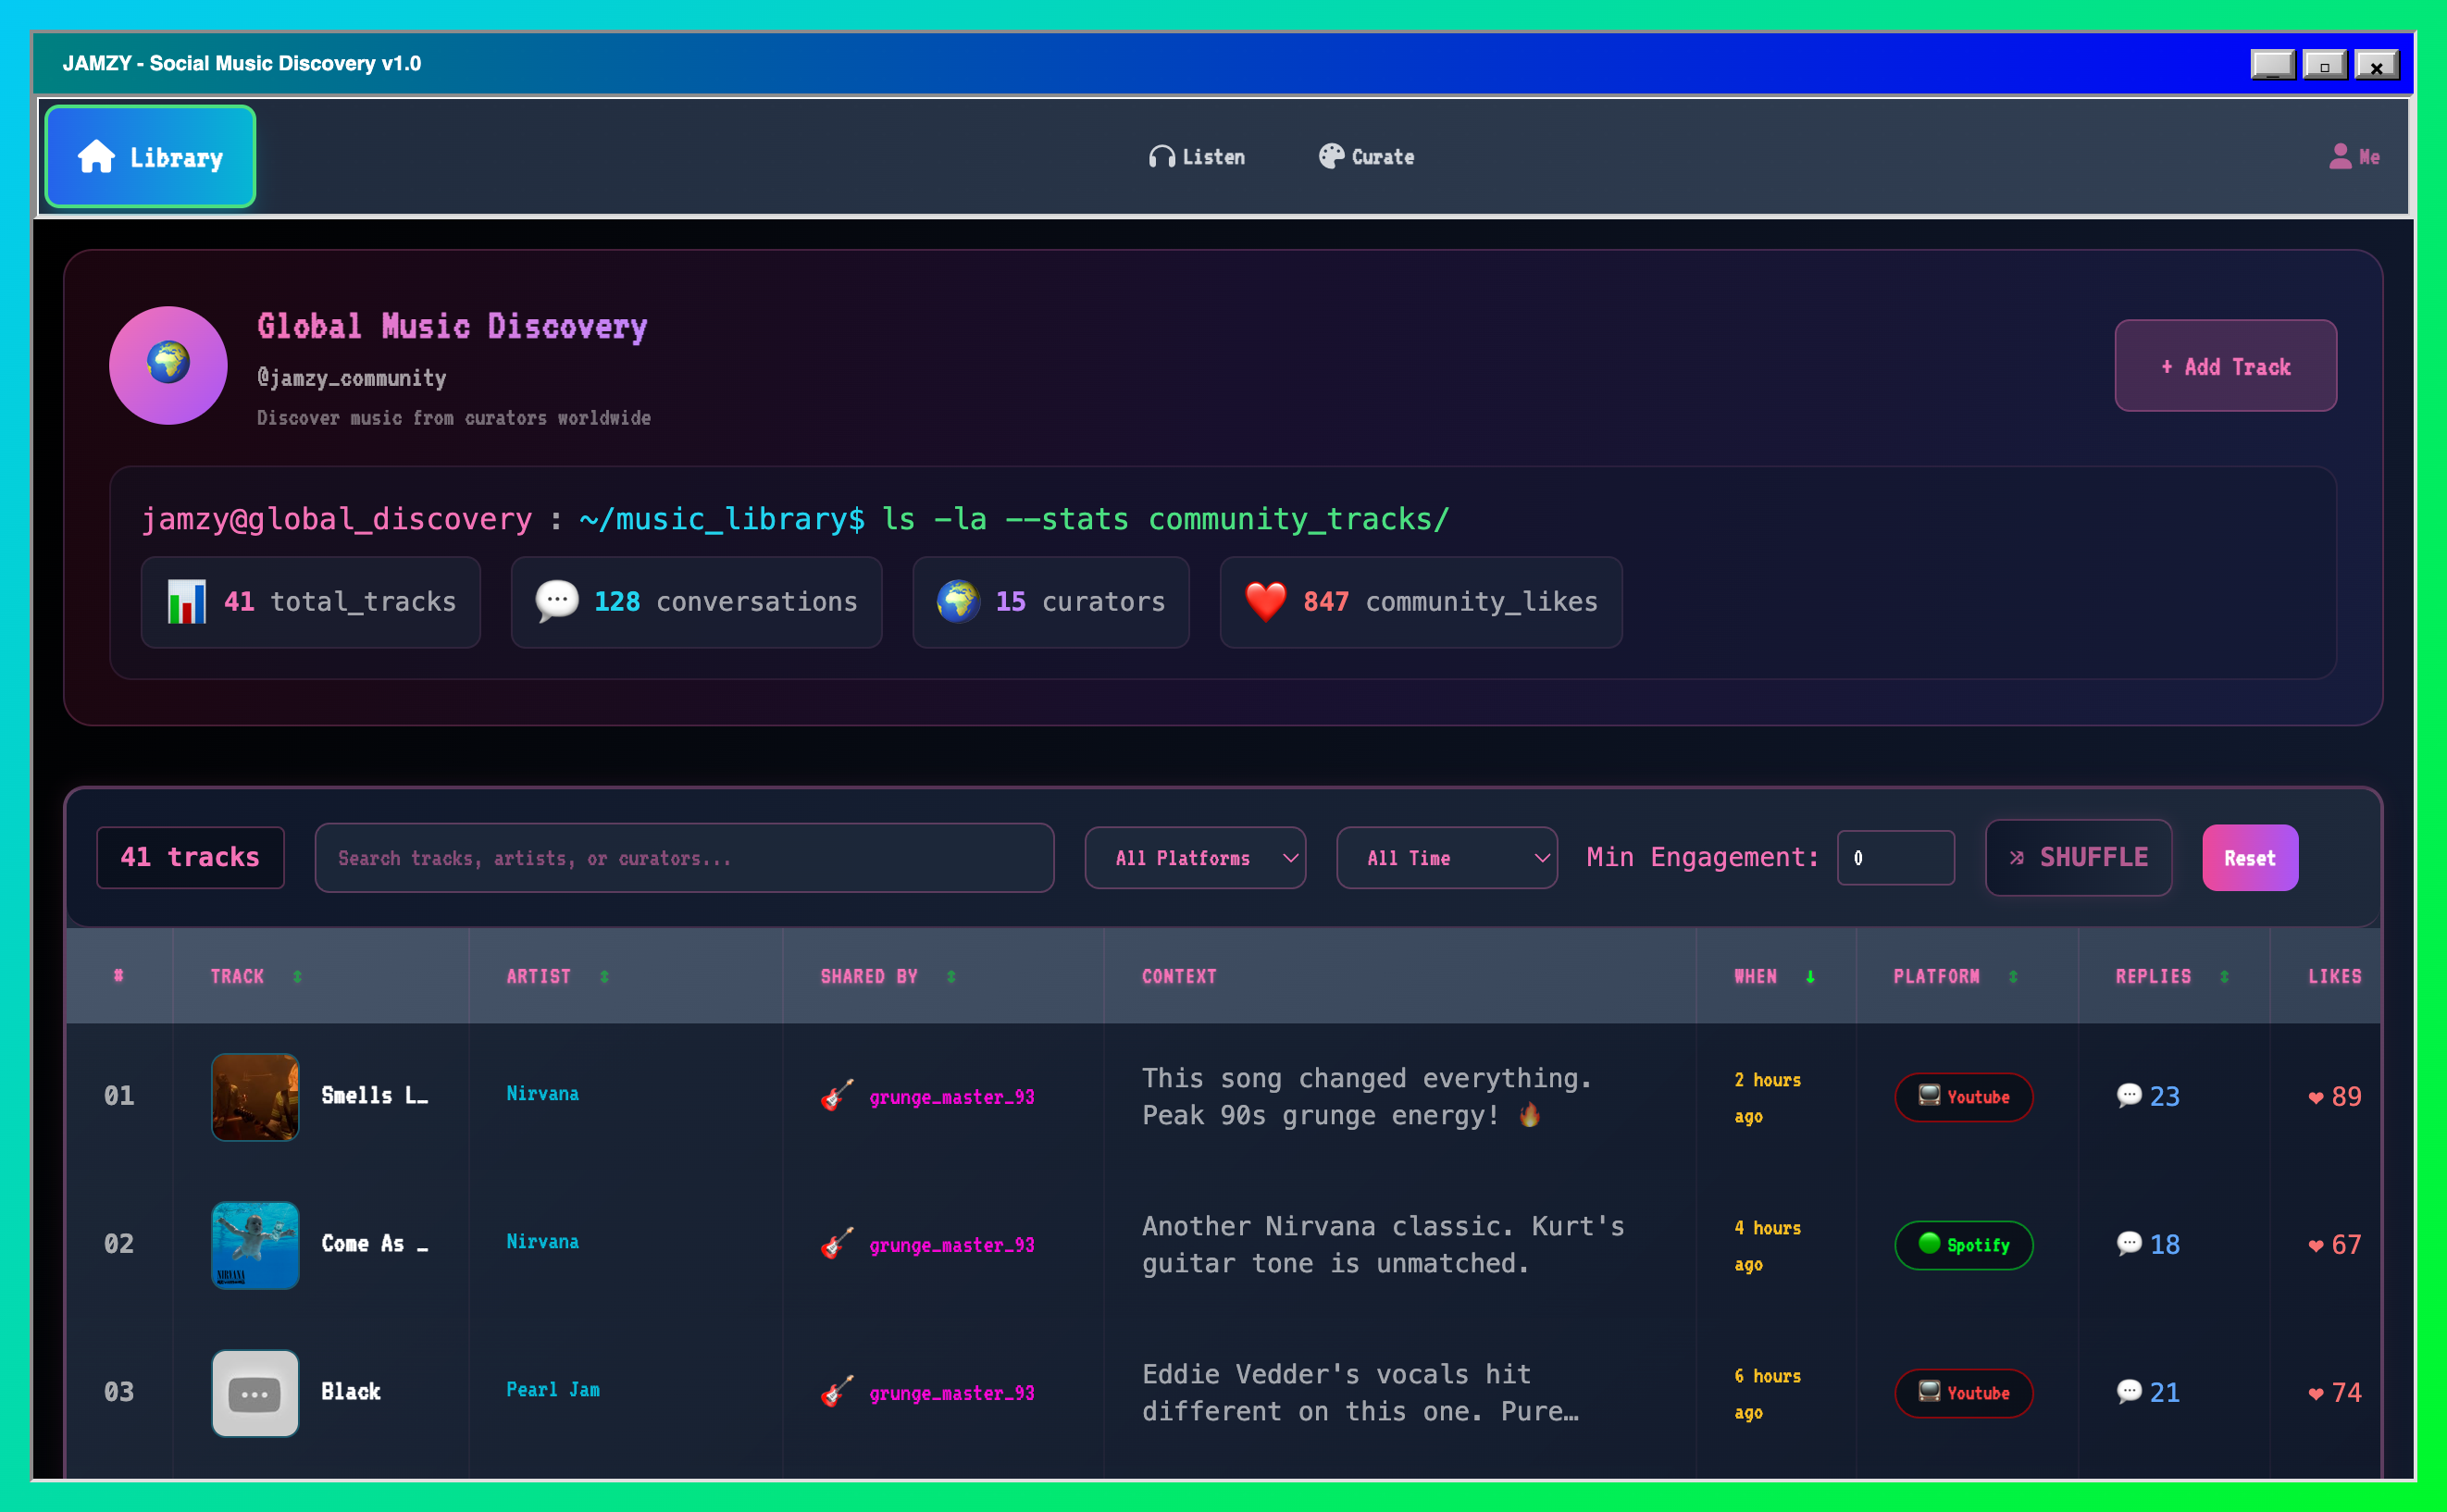 JAMZY - Social Music Discovery v1.0
Library
Listen
Curate
Me
Global Music Discovery
@jamzy_community
Discover music from curators worldwide
+ Add Track
jamzy@global_discovery : ~/music_library$ ls -la --stats community_tracks/
41 total_tracks
128 conversations
15 curators
847 community_likes
41 tracks
Search tracks, artists, or curators...
All Platforms
All Time
Min Engagement: 0
SHUFFLE
Reset
# TRACK ARTIST SHARED BY CONTEXT WHEN PLATFORM REPLIES LIKES
01 Smells L… Nirvana grunge_master_93 This song changed everything. 2 hours Youtube 23 89
Peak 90s grunge energy! 🔥 ago
NIRVANA
02 Come As … Nirvana grunge_master_93 Another Nirvana classic. Kurt's 4 hours Spotify 18 67
guitar tone is unmatched. ago
03 Black Pearl Jam grunge_master_93 Eddie Vedder's vocals hit 6 hours Youtube 21 74
different on this one. Pure… ago